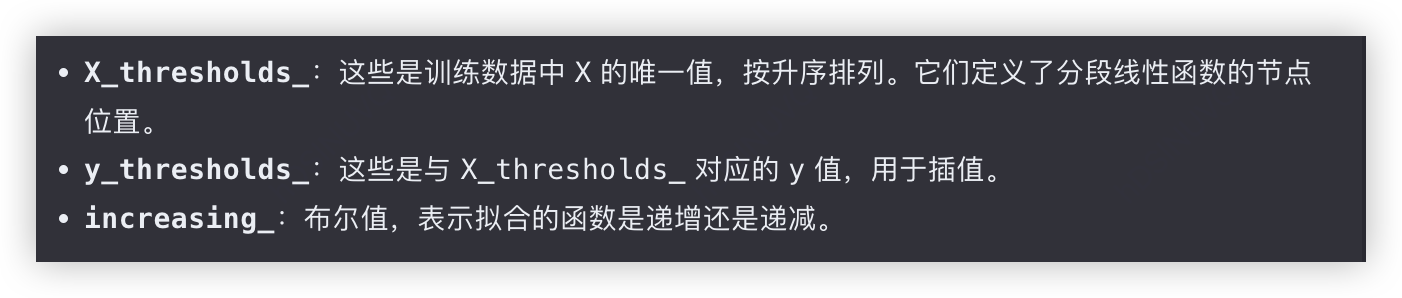 • X_thresholds_：这些是训练数据中 X 的唯一值，按升序排列。它们定义了分段线性函数的节点
位置。
• y_thresholds_：这些是与 X_thresholds_ 对应的 y 值，用于插值。
• increasing_：布尔值，表示拟合的函数是递增还是递减。